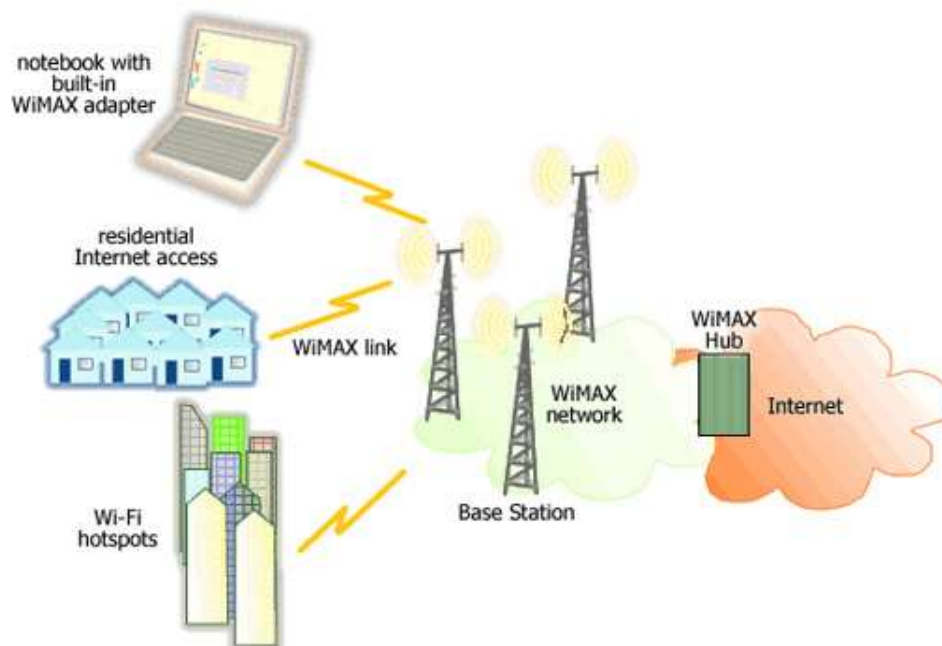 notebook with
built-in
WiMAX adapter
residential
Internet access
WiMAX link
WiMAX
Hub
WiMAX
network
Internet
Base Station
Wi-Fi
hotspots